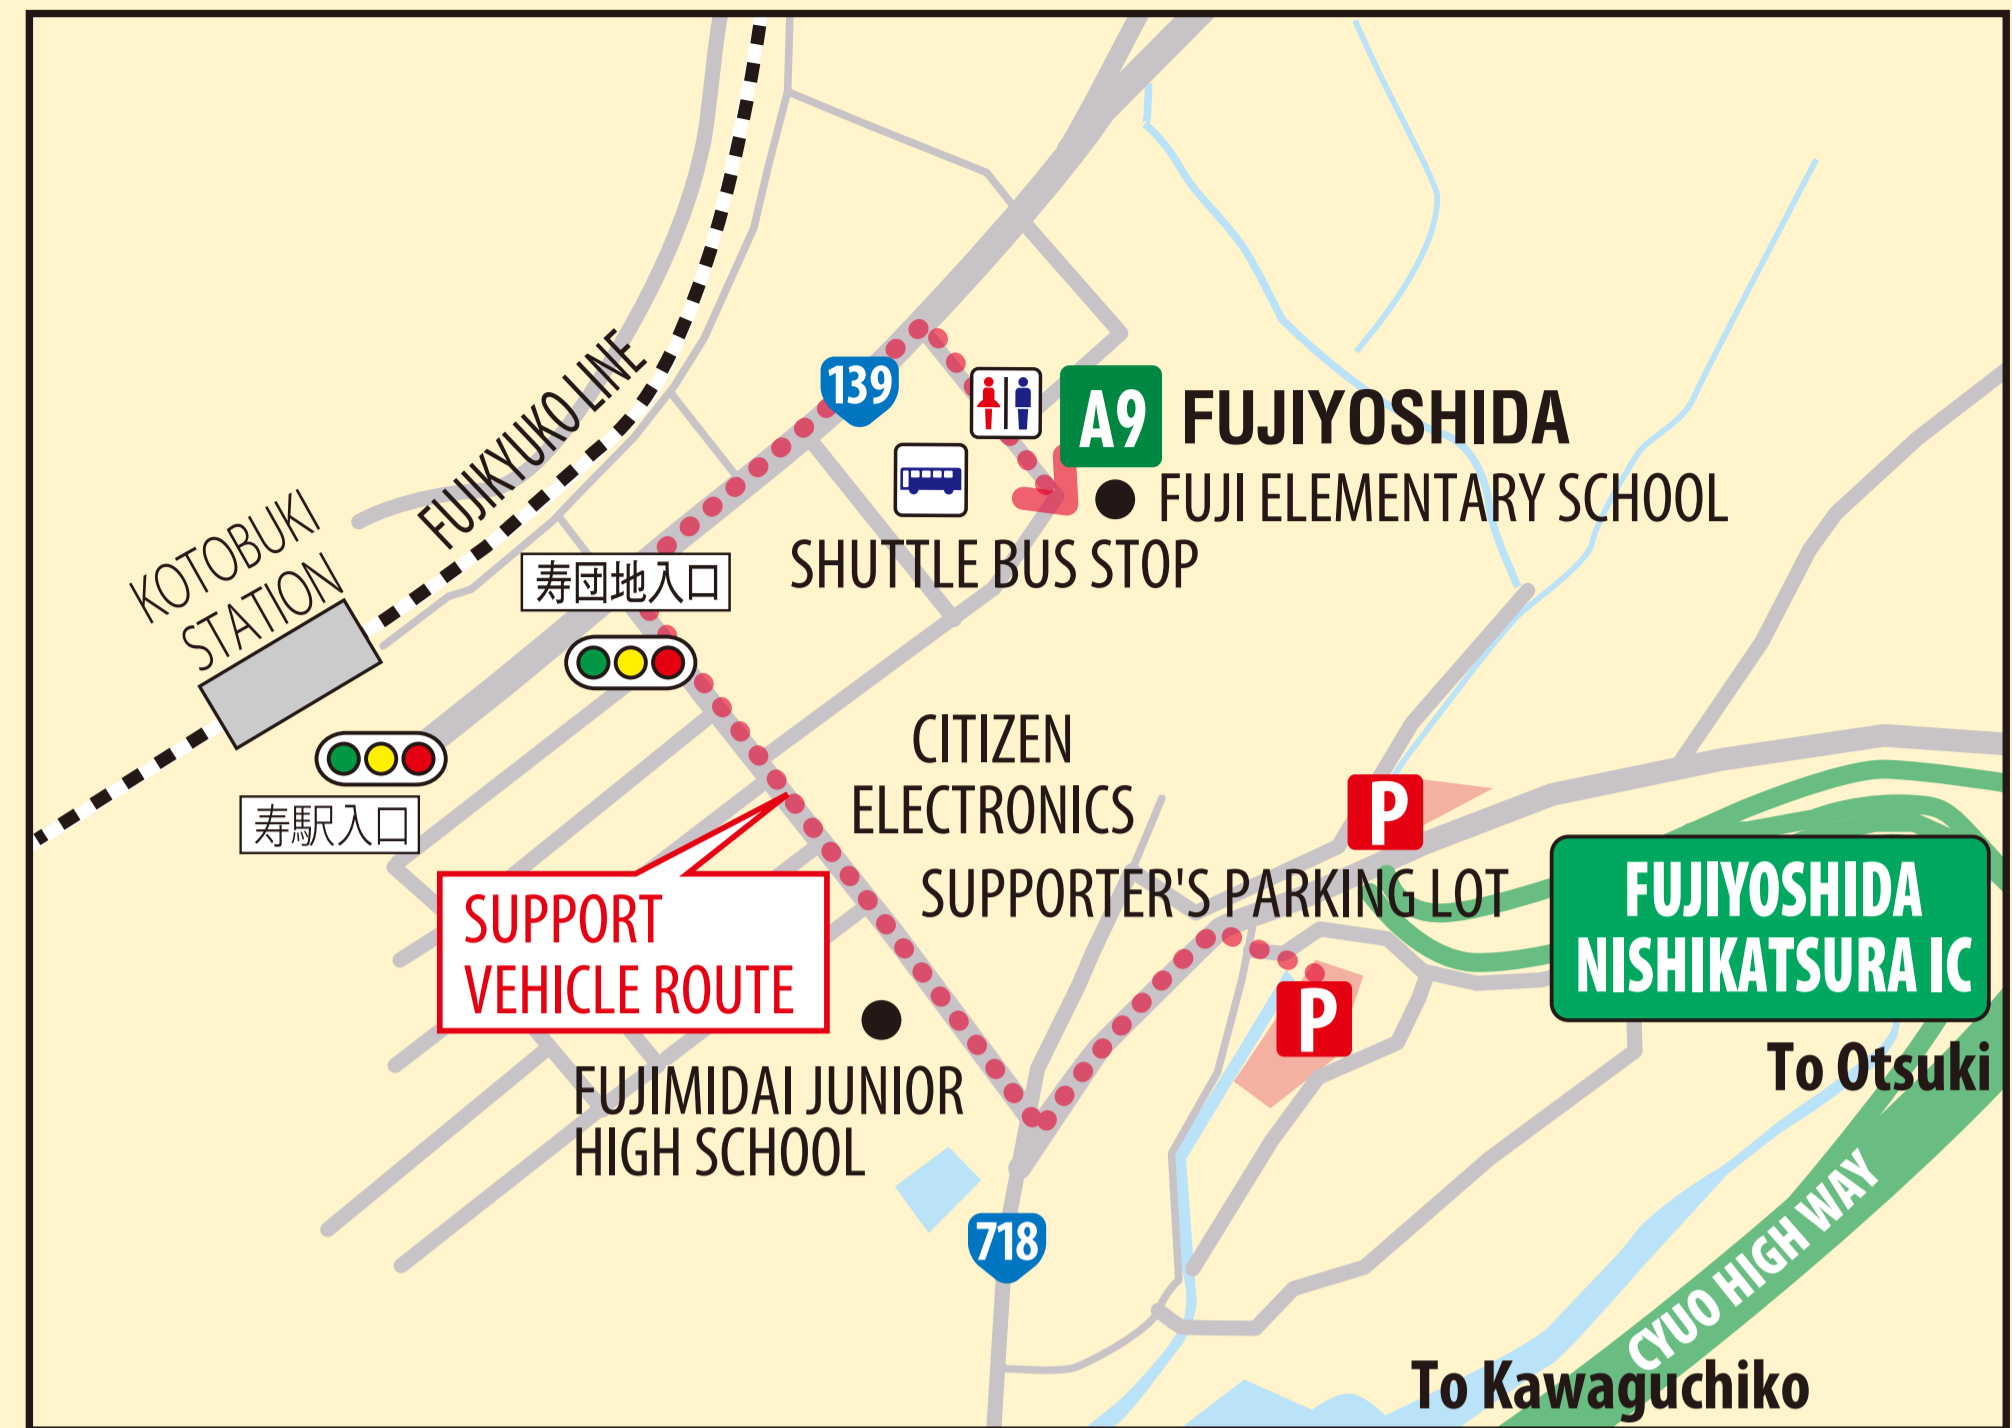 139
A9 FUJIYOSHIDA
FUJIKYUKO LINE
FUJI ELEMENTARY SCHOOL
KOTOBUKI
STATION
SHUTTLE BUS STOP
寿団地入口
寿駅入口
CITIZEN
ELECTRONICS
P
SUPPORTER'S PARKING LOT
SUPPORT
VEHICLE ROUTE
FUJIYOSHIDA
NISHIKATSURA IC
P
To Otsuki
FUJIMIDAI JUNIOR
HIGH SCHOOL
718
CYUO HIGH WAY
To Kawaguchiko